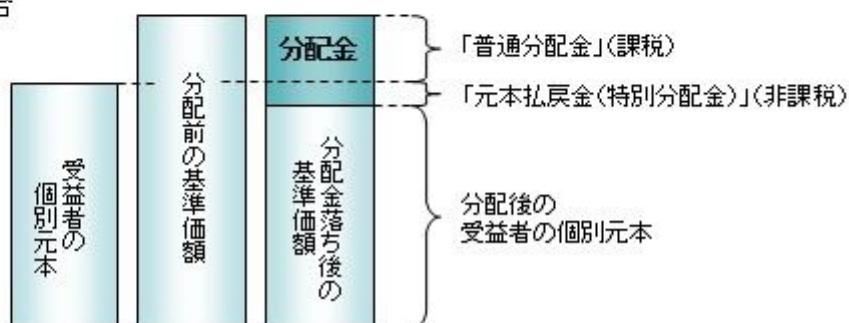 受益者の
個別元本
分配前の基準価額
分配金
分配金落ち後の
基準価額
「普通分配金」(課税)
「元本払戻金(特別分配金)」(非課税)
分配後の
受益者の個別元本